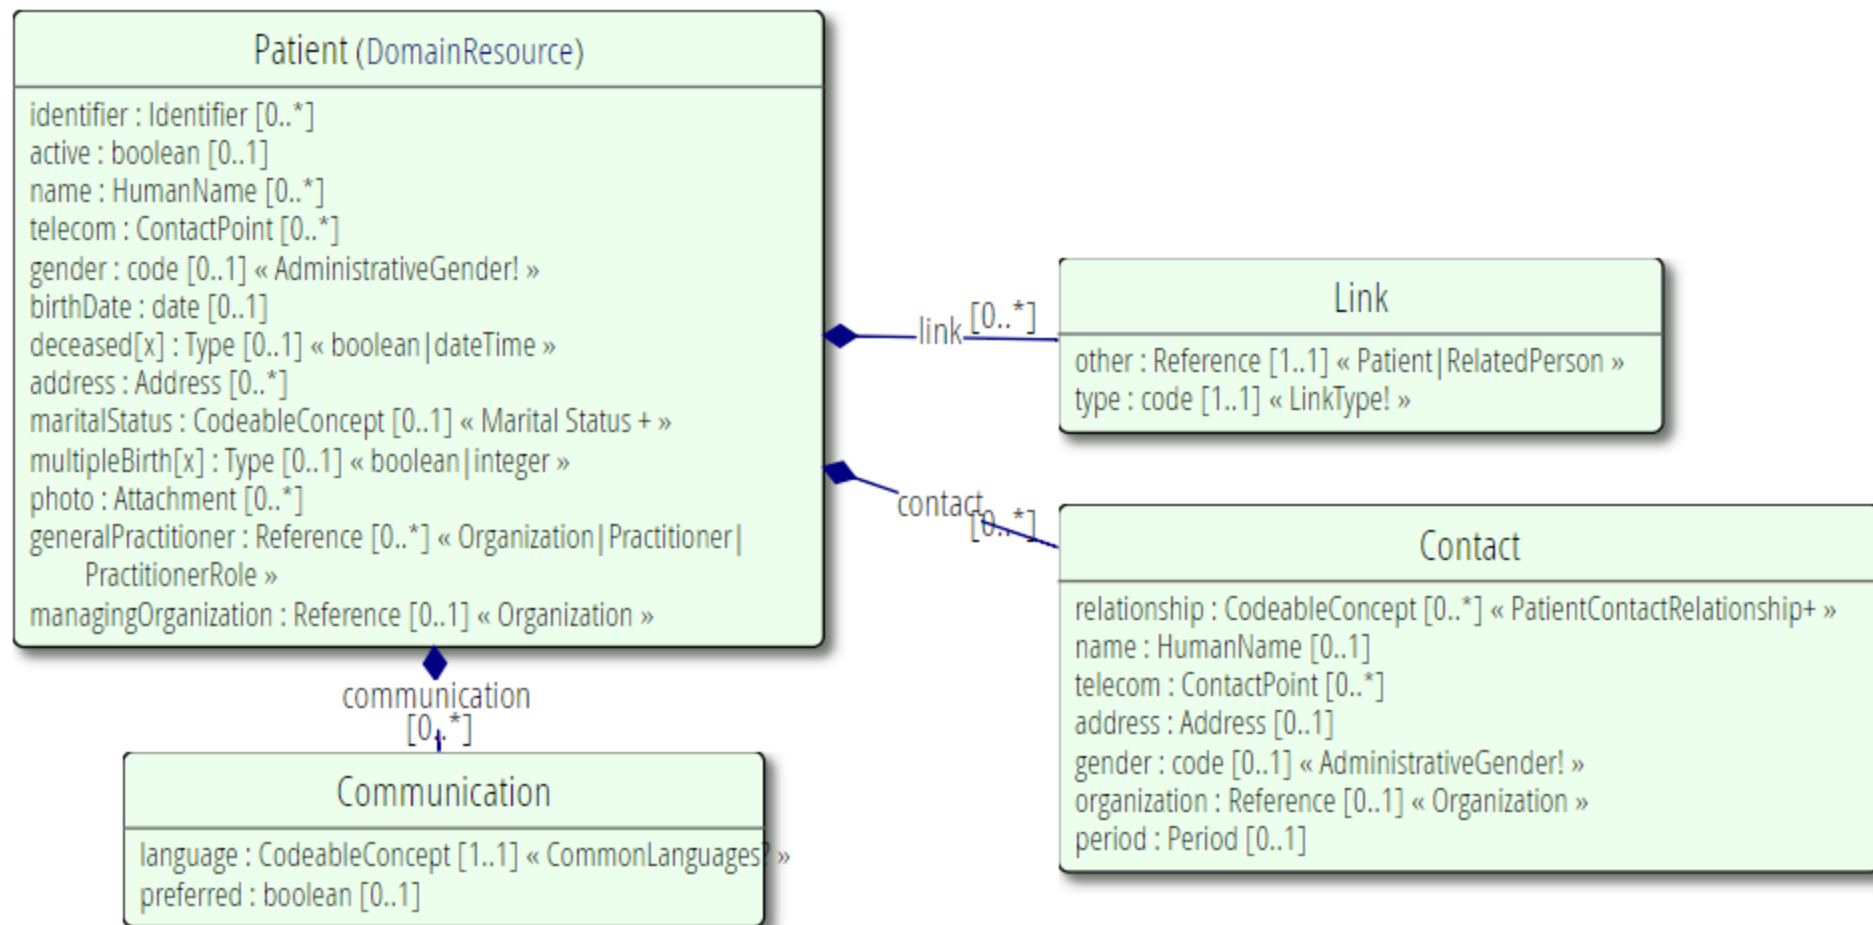 Patient (DomainResource)
identifier : Identifier [0..*]
active : boolean [0..1]
name : HumanName [0..*]
telecom : ContactPoint [0..*]
gender : code [0..1] « AdministrativeGender! »
birthDate : date [0..1]
deceased[x] : Type [0..1] « boolean|dateTime »
address : Address [0..*]
maritalStatus : CodeableConcept [0..1] « Marital Status + »
multipleBirth[x] : Type [0..1] « boolean|integer »
photo : Attachment [0..*]
generalPractitioner : Reference [0..*] « Organization|Practitioner|
PractitionerRole »
managingOrganization : Reference [0..1] « Organization »
link
[0..*]
Link
other : Reference [1..1] « Patient|RelatedPerson »
type : code [1..1] « LinkType! »
contact
[0..*]
Contact
relationship : CodeableConcept [0..*] « PatientContactRelationship+ »
name : HumanName [0..1]
telecom : ContactPoint [0..*]
address : Address [0..1]
gender : code [0..1] « AdministrativeGender! »
organization : Reference [0..1] « Organization »
period : Period [0..1]
communication
[0..*]
Communication
language : CodeableConcept [1..1] « CommonLanguages? »
preferred : boolean [0..1]